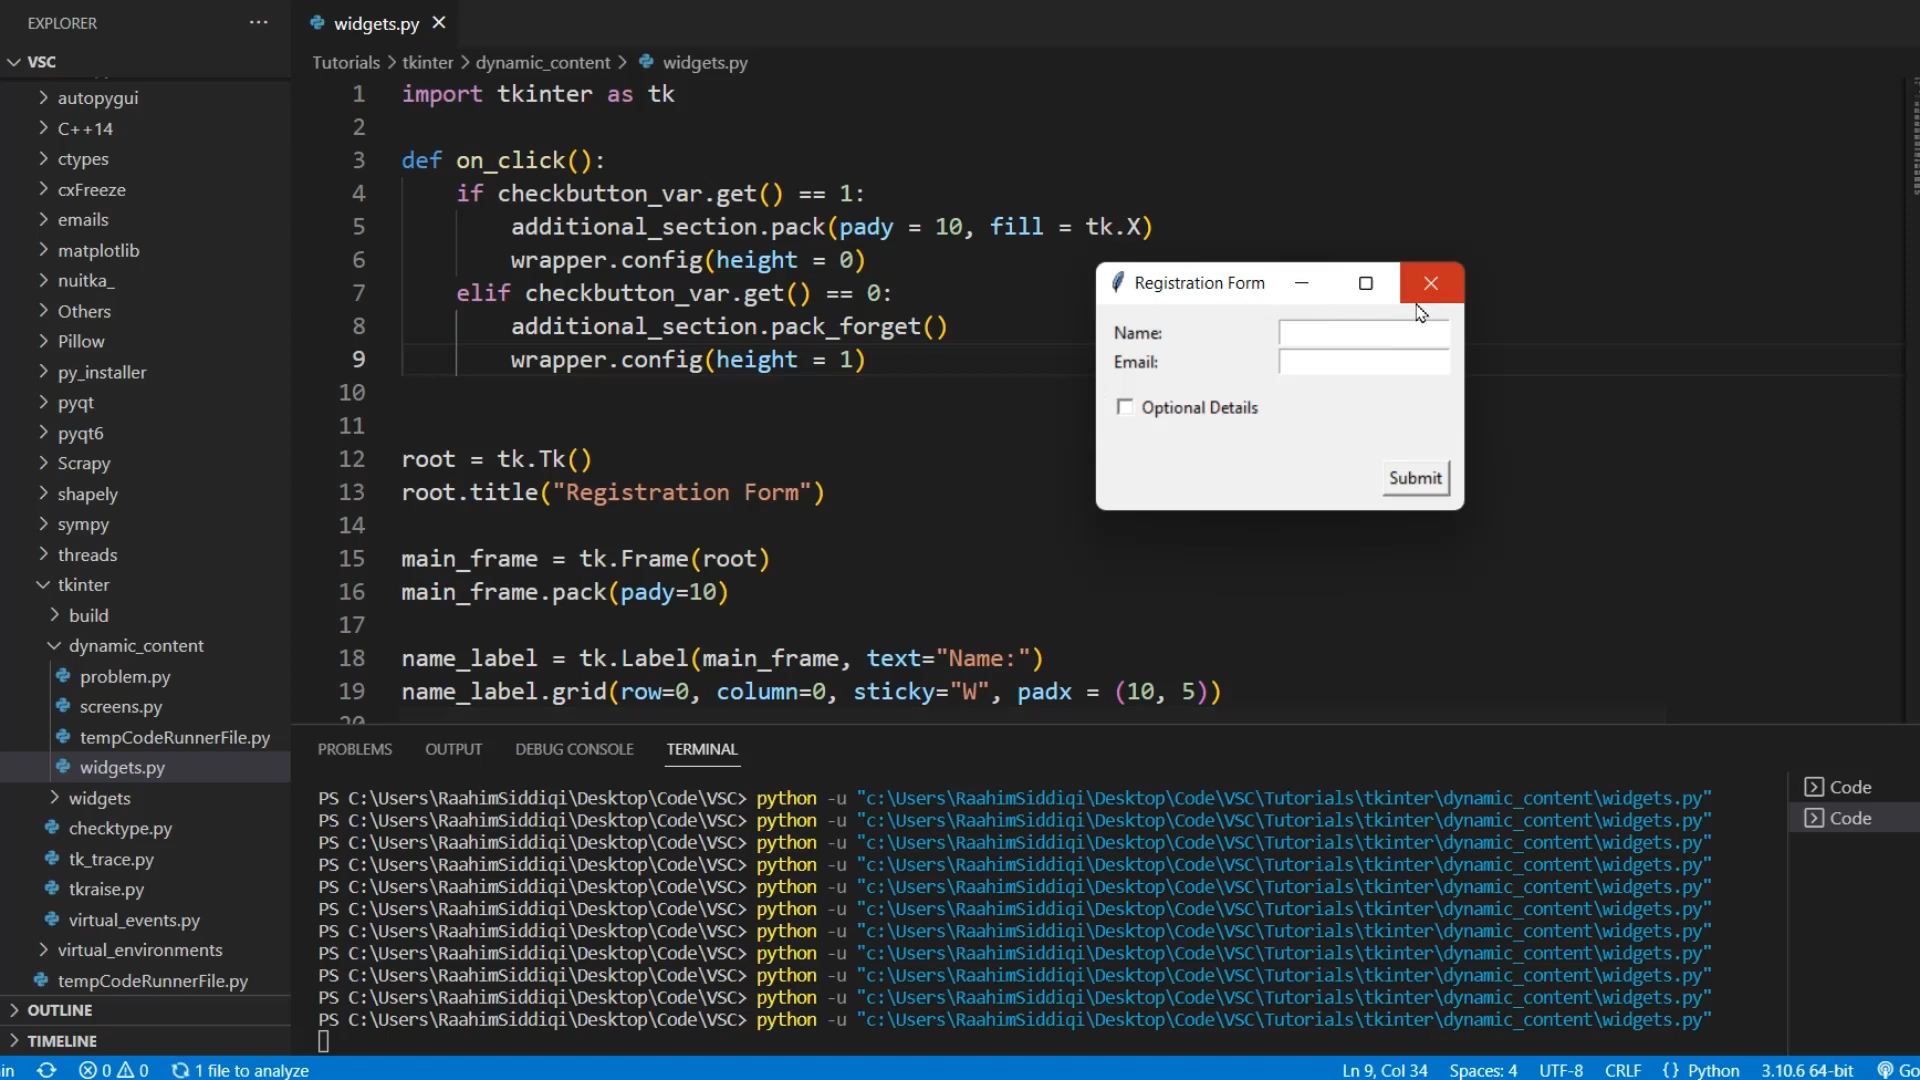 EXPLORER
VSC
autopygui
C++14
ctypes
cxFreeze
emails
matplotlib
nuitka_
Others
Pillow
py_installer
pyqt
pyqt6
Scrapy
shapely
sympy
threads
tkinter
build
dynamic_content
problem.py
screens.py
tempCodeRunnerFile.py
widgets.py
widgets
checktype.py
tk_trace.py
tkraise.py
virtual_events.py
virtual_environments
tempCodeRunnerFile.py
OUTLINE
TIMELINE
widgets.py
Tutorials > tkinter > dynamic_content > widgets.py
1 import tkinter as tk
2
3 def on_click():
4 if checkbutton_var.get() == 1:
5 additional_section.pack(pady = 10, fill = tk.X)
6 wrapper.config(height = 0)
7 elif checkbutton_var.get() == 0:
8 additional_section.pack_forget()
9 wrapper.config(height = 1)
10
11
12 root = tk.Tk()
13 root.title("Registration Form")
14
15 main_frame = tk.Frame(root)
16 main_frame.pack(pady=10)
17
18 name_label = tk.Label(main_frame, text="Name:")
19 name_label.grid(row=0, column=0, sticky="W", padx = (10, 5))
20
Registration Form
Name:
Email:
Optional Details
Submit
PROBLEMS OUTPUT DEBUG CONSOLE TERMINAL
PS C:\Users\RaahimSiddiqi\Desktop\Code\VSC> python -u "c:\Users\RaahimSiddiqi\Desktop\Code\VSC\Tutorials\tkinter\dynamic_content\widgets.py"
PS C:\Users\RaahimSiddiqi\Desktop\Code\VSC> python -u "c:\Users\RaahimSiddiqi\Desktop\Code\VSC\Tutorials\tkinter\dynamic_content\widgets.py"
PS C:\Users\RaahimSiddiqi\Desktop\Code\VSC> python -u "c:\Users\RaahimSiddiqi\Desktop\Code\VSC\Tutorials\tkinter\dynamic_content\widgets.py"
PS C:\Users\RaahimSiddiqi\Desktop\Code\VSC> python -u "c:\Users\RaahimSiddiqi\Desktop\Code\VSC\Tutorials\tkinter\dynamic_content\widgets.py"
PS C:\Users\RaahimSiddiqi\Desktop\Code\VSC> python -u "c:\Users\RaahimSiddiqi\Desktop\Code\VSC\Tutorials\tkinter\dynamic_content\widgets.py"
PS C:\Users\RaahimSiddiqi\Desktop\Code\VSC> python -u "c:\Users\RaahimSiddiqi\Desktop\Code\VSC\Tutorials\tkinter\dynamic_content\widgets.py"
PS C:\Users\RaahimSiddiqi\Desktop\Code\VSC> python -u "c:\Users\RaahimSiddiqi\Desktop\Code\VSC\Tutorials\tkinter\dynamic_content\widgets.py"
PS C:\Users\RaahimSiddiqi\Desktop\Code\VSC> python -u "c:\Users\RaahimSiddiqi\Desktop\Code\VSC\Tutorials\tkinter\dynamic_content\widgets.py"
PS C:\Users\RaahimSiddiqi\Desktop\Code\VSC> python -u "c:\Users\RaahimSiddiqi\Desktop\Code\VSC\Tutorials\tkinter\dynamic_content\widgets.py"
PS C:\Users\RaahimSiddiqi\Desktop\Code\VSC> python -u "c:\Users\RaahimSiddiqi\Desktop\Code\VSC\Tutorials\tkinter\dynamic_content\widgets.py"
PS C:\Users\RaahimSiddiqi\Desktop\Code\VSC> python -u "c:\Users\RaahimSiddiqi\Desktop\Code\VSC\Tutorials\tkinter\dynamic_content\widgets.py"
Code
Code
in 0 0 1 file to analyze Ln 9, Col 34 Spaces: 4 UTF-8 CRLF {} Python 3.10.6 64-bit Go